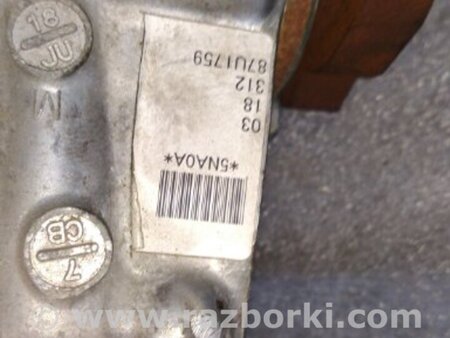 18
JU
M
7
CB
*5NA0A*
03
18
312
87U1759
www.razborki.com